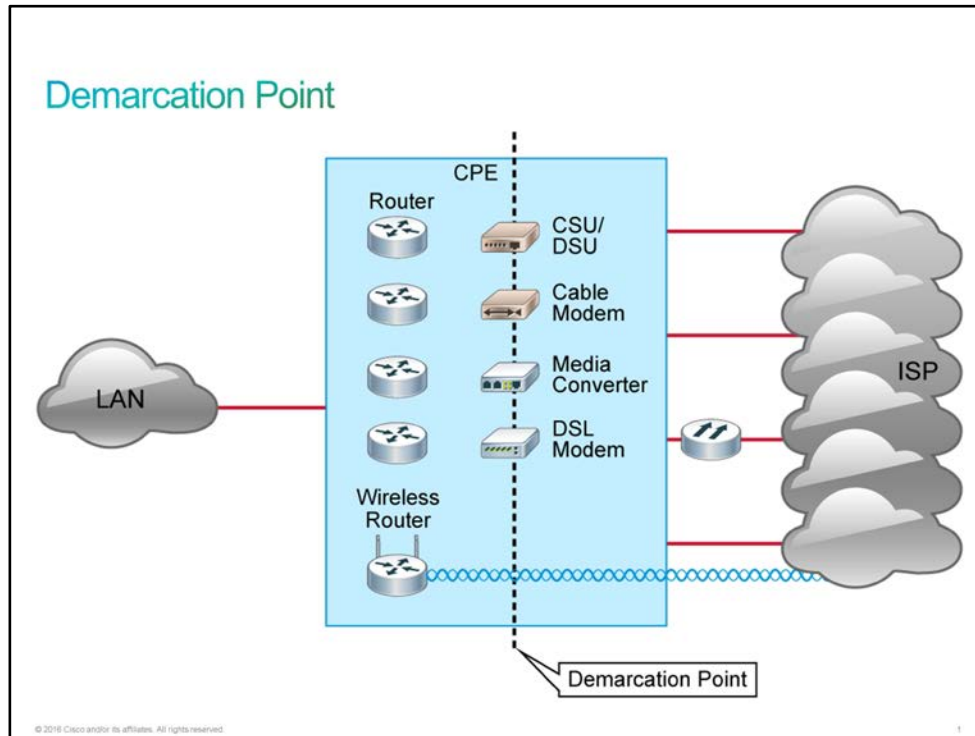 Demarcation Point
CPE
Router
CSU/
DSU
Cable
Modem
Media
Converter
DSL
Modem
Wireless
Router
LAN
ISP
Demarcation Point
© 2016 Cisco and/or its affiliates. All rights reserved.
1